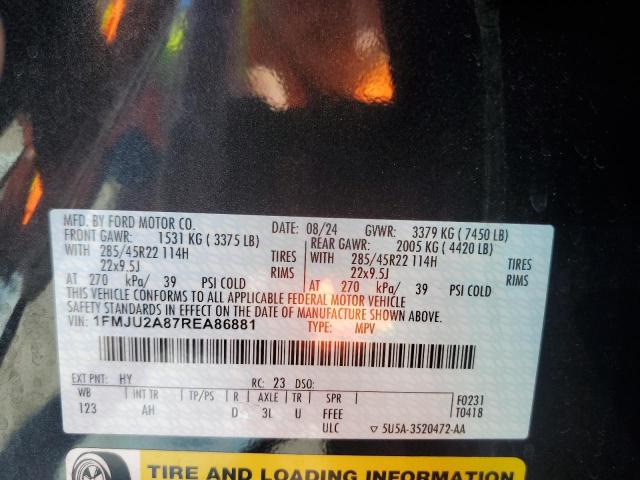 MFD. BY FORD MOTOR CO. DATE: 08/24 GVWR: 3379 KG ( 7450 LB)
FRONT GAWR: 1531 KG ( 3375 LB) REAR GAWR: 2005 KG ( 4420 LB)
WITH 285/45R22 114H TIRES WITH 285/45R22 114H TIRES
22x9.5J RIMS 22x9.5J RIMS
AT 270 kPa/ 39 PSI COLD AT 270 kPa/ 39 PSI COLD
THIS VEHICLE CONFORMS TO ALL APPLICABLE FEDERAL MOTOR VEHICLE
SAFETY STANDARDS IN EFFECT ON THE DATE OF MANUFACTURE SHOWN ABOVE.
VIN: 1FMJU2A87REA86881 TYPE: MPV
EXT PNT: HY RC: 23 DSO:
WB INT TR TP/PS R AXLE TR SPR F0231
123 AH D 3L U FFEE T0418
ULC 5U5A-3520472-AA
TIRE AND LOADING INFORMATION